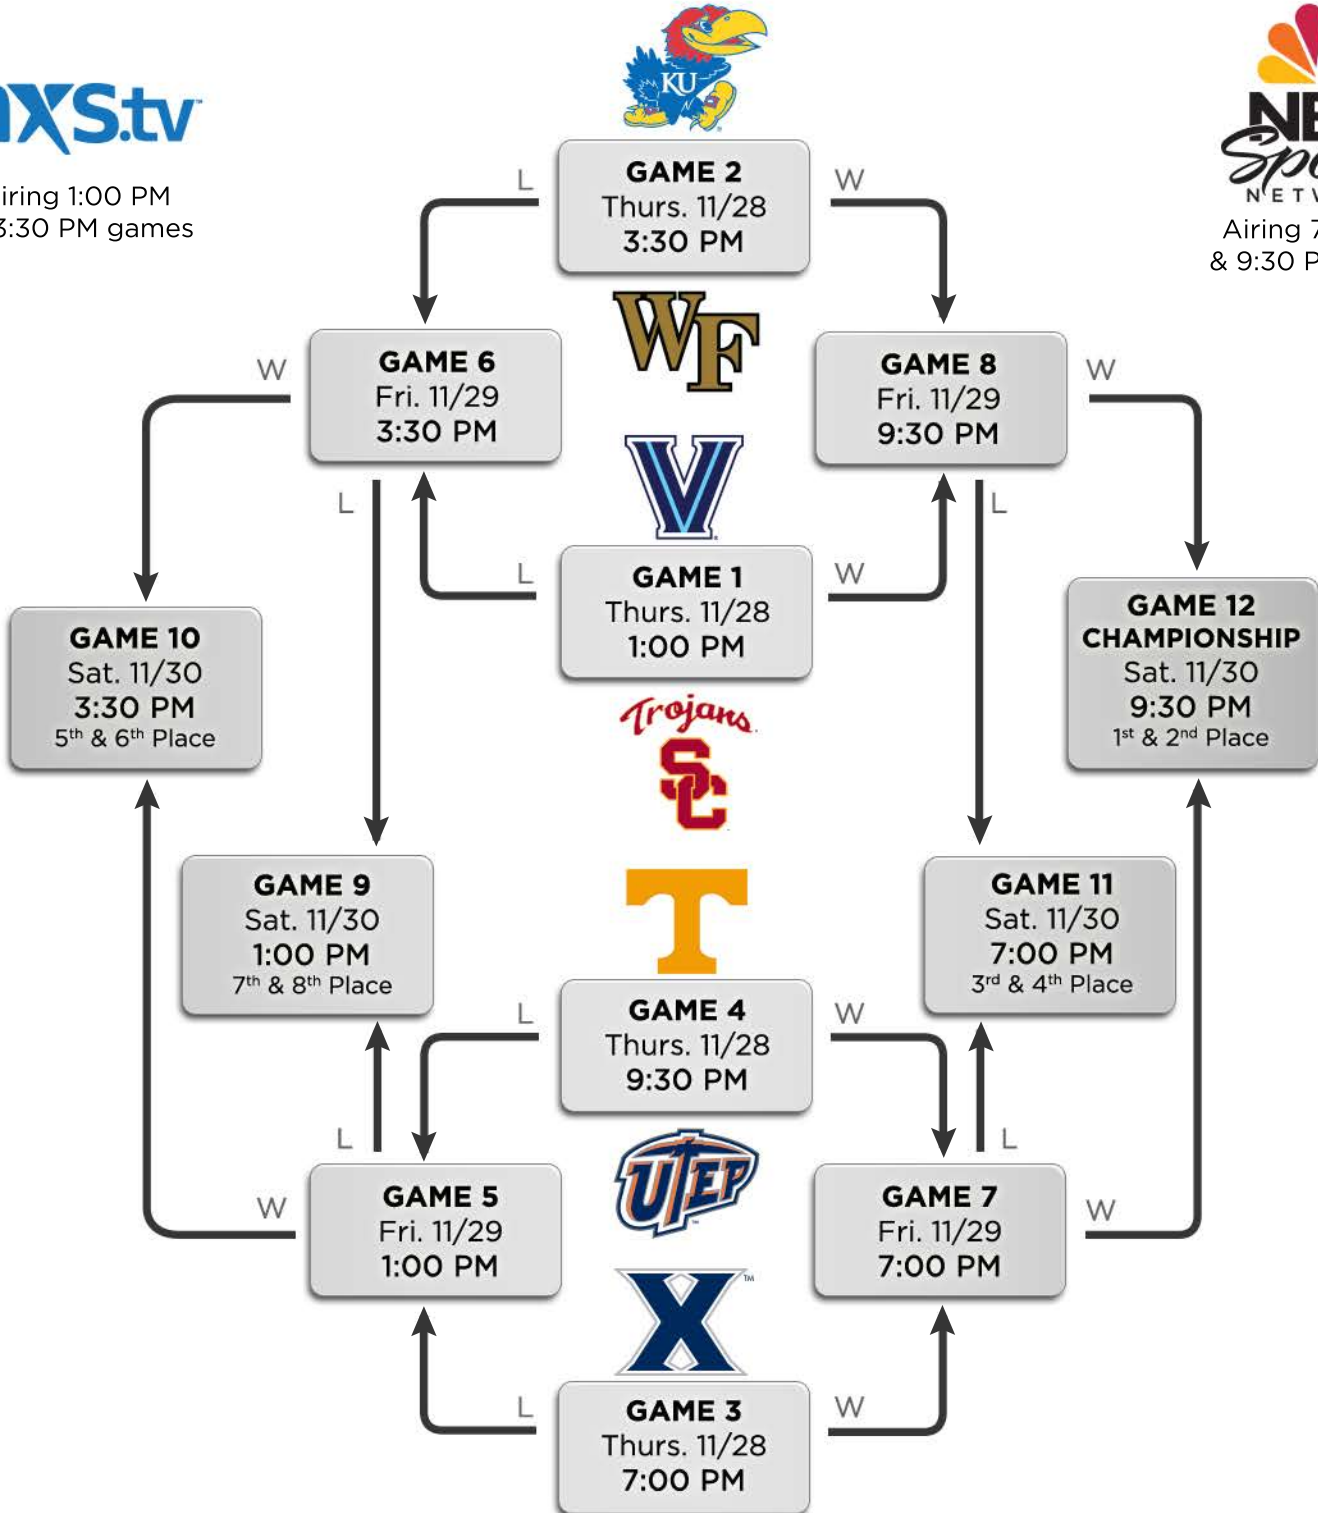 KU
XS.tv
GAME 2
Thurs. 11/28
3:30 PM
L
W
iring 1:00 PM
3:30 PM games
Sp
NETW
Airing 7
& 9:30 P
WF
GAME 6
Fri. 11/29
3:30 PM
GAME 8
Fri. 11/29
9:30 PM
W
W
V
L
L
L
W
GAME 1
Thurs. 11/28
1:00 PM
GAME 10
Sat. 11/30
3:30 PM
5th & 6th Place
GAME 12
CHAMPIONSHIP
Sat. 11/30
9:30 PM
1st & 2nd Place
Trojans
SC
GAME 9
Sat. 11/30
1:00 PM
7th & 8th Place
T
GAME 11
Sat. 11/30
7:00 PM
3rd & 4th Place
L
W
GAME 4
Thurs. 11/28
9:30 PM
UTEP
L
L
W
W
GAME 5
Fri. 11/29
1:00 PM
GAME 7
Fri. 11/29
7:00 PM
X
TM
L
W
GAME 3
Thurs. 11/28
7:00 PM